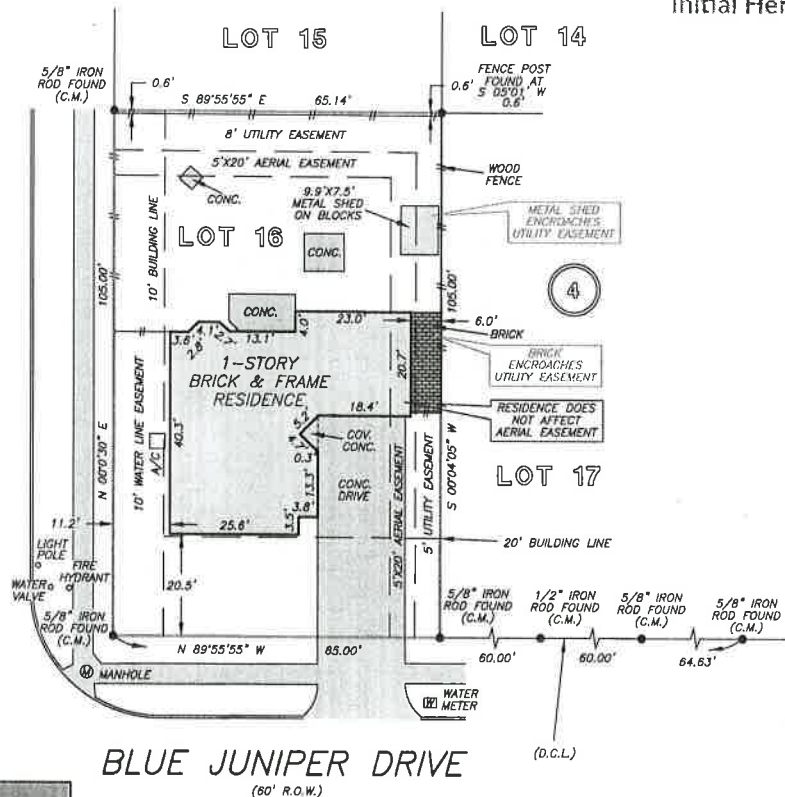 Initial Her
LOT 15
LOT 14
5/8" IRON
ROD FOUND
(C.M.)
0.6'
S 89°55'55" E
65.14'
0.6'
FENCE POST
FOUND AT
S 05°01' W
0.6'
8' UTILITY EASEMENT
5'X20' AERIAL EASEMENT
WOOD
FENCE
CONC.
9.9'X7.5'
METAL SHED
ON BLOCKS
METAL SHED
ENCROACHES
UTILITY EASEMENT
LOT 16
10' BUILDING LINE
CONC.
4
105.00'
105.00'
CONC.
23.0'
4.0'
6.0'
BRICK
3.6'
2.8'
4.1'
2.7'
13.1'
BRICK
ENCROACHES
UTILITY EASEMENT
1-STORY
BRICK & FRAME
RESIDENCE
20.7'
18.4'
RESIDENCE DOES
NOT AFFECT
AERIAL EASEMENT
N 00°0'30" E
10' WATER LINE EASEMENT
A/C
40.3'
5.2'
COV.
CONC.
0.3'
13.3'
CONC.
DRIVE
5'X20' AERIAL EASEMENT
5' UTILITY EASEMENT
S 00°04'05" W
LOT 17
3.8'
3.5'
25.6'
11.2'
20' BUILDING LINE
LIGHT
POLE
FIRE
HYDRANT
WATER
VALVE
20.5'
5/8" IRON
ROD FOUND
(C.M.)
5/8" IRON
ROD FOUND
(C.M.)
1/2" IRON
ROD FOUND
(C.M.)
5/8" IRON
ROD FOUND
(C.M.)
5/8" IRON
ROD FOUND
(C.M.)
N 89°55'55" W
85.00'
60.00'
60.00'
64.63'
M MANHOLE
W WATER
METER
(D.C.L.)
BLUE JUNIPER DRIVE
(60' R.O.W.)